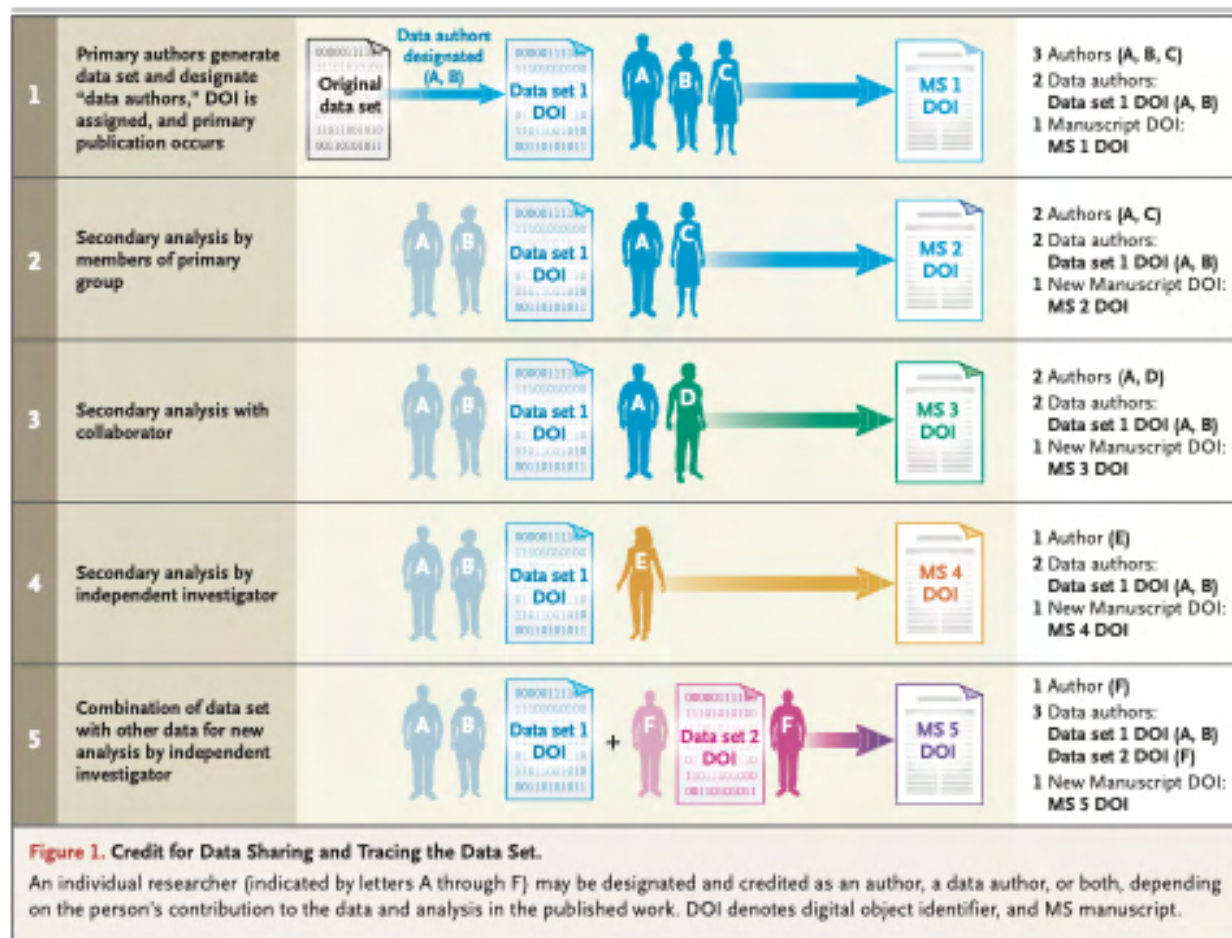 1
Primary authors generate
data set and designate
“data authors,” DOI is
assigned, and primary
publication occurs
Original
data set
Data authors
designated
(A, B)
Data set 1
DOI
A
B
C
MS 1
DOI
3 Authors (A, B, C)
2 Data authors:
Data set 1 DOI (A, B)
1 Manuscript DOI:
MS 1 DOI
2
Secondary analysis by
members of primary
group
A
B
Data set 1
DOI
A
C
MS 2
DOI
2 Authors (A, C)
2 Data authors:
Data set 1 DOI (A, B)
1 New Manuscript DOI:
MS 2 DOI
3
Secondary analysis with
collaborator
A
B
Data set 1
DOI
A
D
MS 3
DOI
2 Authors (A, D)
2 Data authors:
Data set 1 DOI (A, B)
1 New Manuscript DOI:
MS 3 DOI
4
Secondary analysis by
independent investigator
A
B
Data set 1
DOI
E
MS 4
DOI
1 Author (E)
2 Data authors:
Data set 1 DOI (A, B)
1 New Manuscript DOI:
MS 4 DOI
5
Combination of data set
with other data for new
analysis by independent
investigator
A
B
Data set 1
DOI
+
F
Data set 2
DOI
F
MS 5
DOI
1 Author (F)
3 Data authors:
Data set 1 DOI (A, B)
Data set 2 DOI (F)
1 New Manuscript DOI:
MS 5 DOI
Figure 1. Credit for Data Sharing and Tracing the Data Set.
An individual researcher (indicated by letters A through F) may be designated and credited as an author, a data author, or both, depending
on the person’s contribution to the data and analysis in the published work. DOI denotes digital object identifier, and MS manuscript.